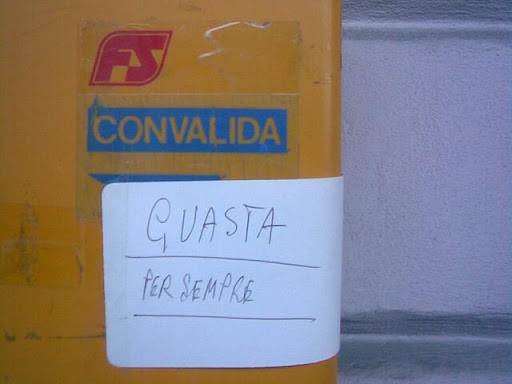 FS
CONVALIDA
GUASTA
PER SEMPRE